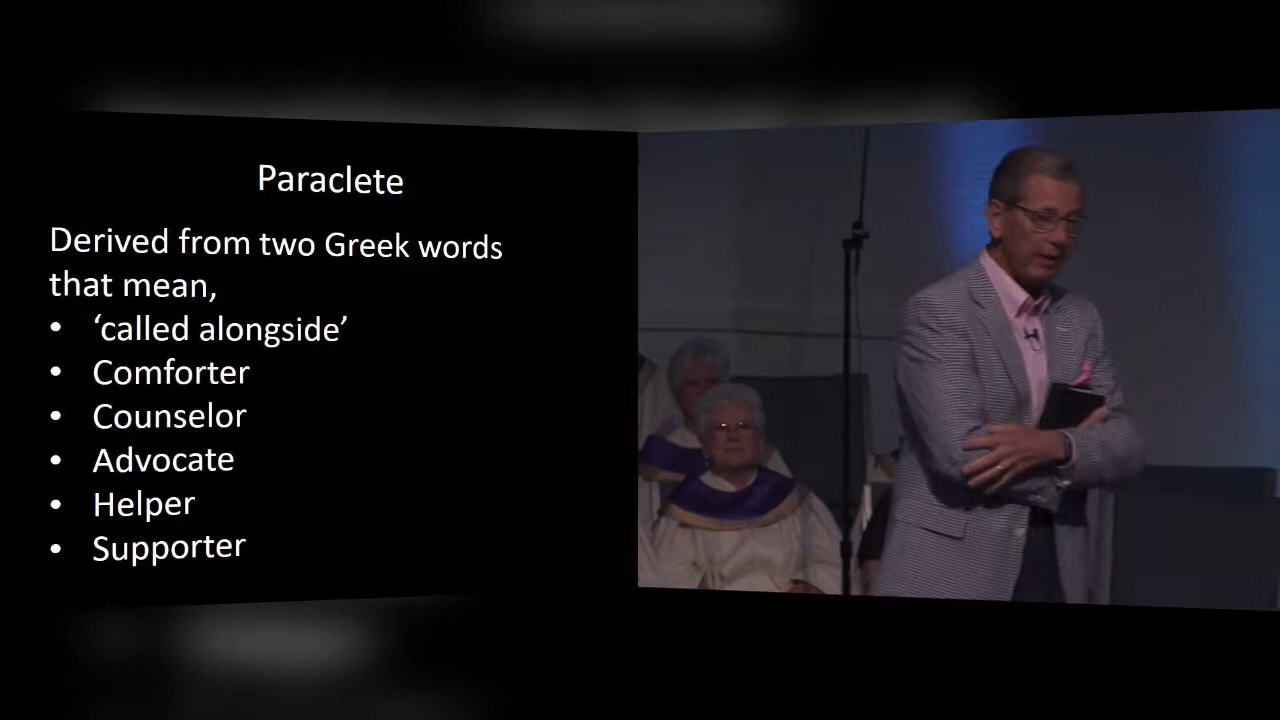 Paraclete
Derived from two Greek words
that mean,
• ‘called alongside’
• Comforter
• Counselor
• Advocate
• Helper
• Supporter